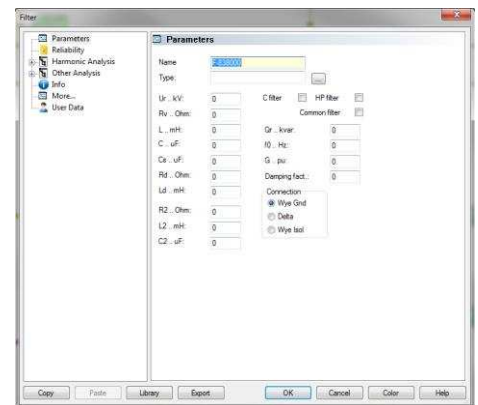 Filter
Parameters
Reliability
Harmonic Analysis
Other Analysis
Info
More...
User Data
Parameters
Name
Type:
Ur .. kV: 0
C filter HP filter
Rv .. Ohm: 0
Common filter
L .. mH: 0
Qr .. kvar: 0
C .. uF: 0
f0 .. Hz: 0
Ce .. uF: 0
G .. pu: 0
Rd .. Ohm: 0
Damping fact.: 0
Ld .. mH: 0
Connection
Wye Gnd
R2 .. Ohm: 0
Delta
L2 .. mH: 0
Wye Isol
C2 .. uF: 0
Copy Paste Library Export OK Cancel Color Help